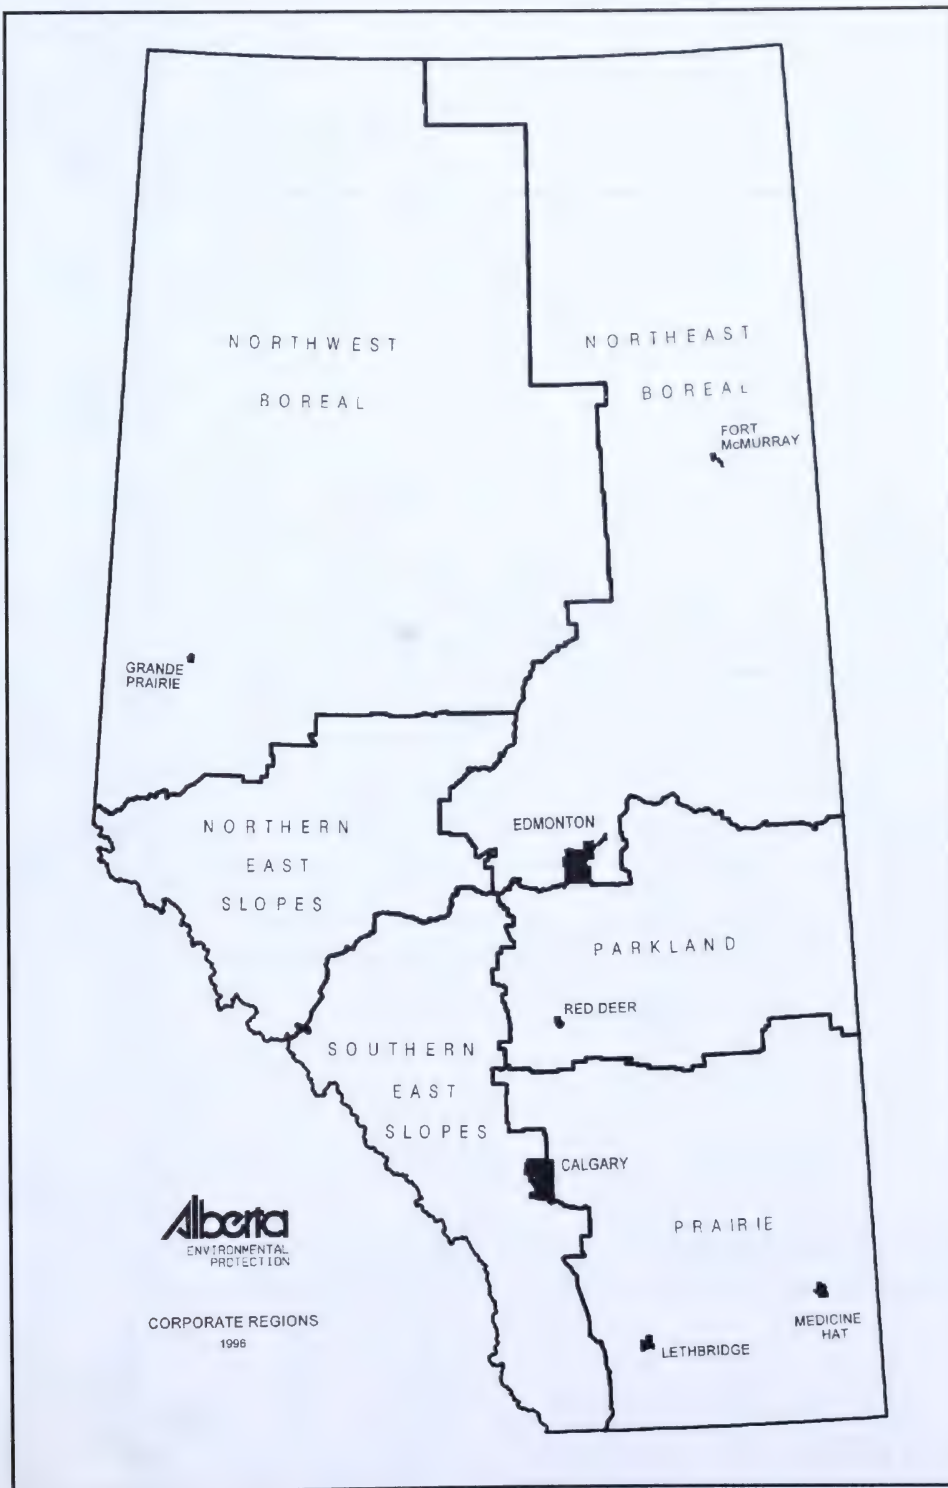 NORTHWEST
BOREAL
NORTHEAST
BOREAL
FORT
McMURRAY
GRANDE
PRAIRIE
NORTHERN
EAST
SLOPES
EDMONTON
PARKLAND
RED DEER
SOUTHERN
EAST
SLOPES
CALGARY
PRAIRIE
MEDICINE
HAT
LETHBRIDGE
Alberta
ENVIRONMENTAL
PROTECTION
CORPORATE REGIONS
1996